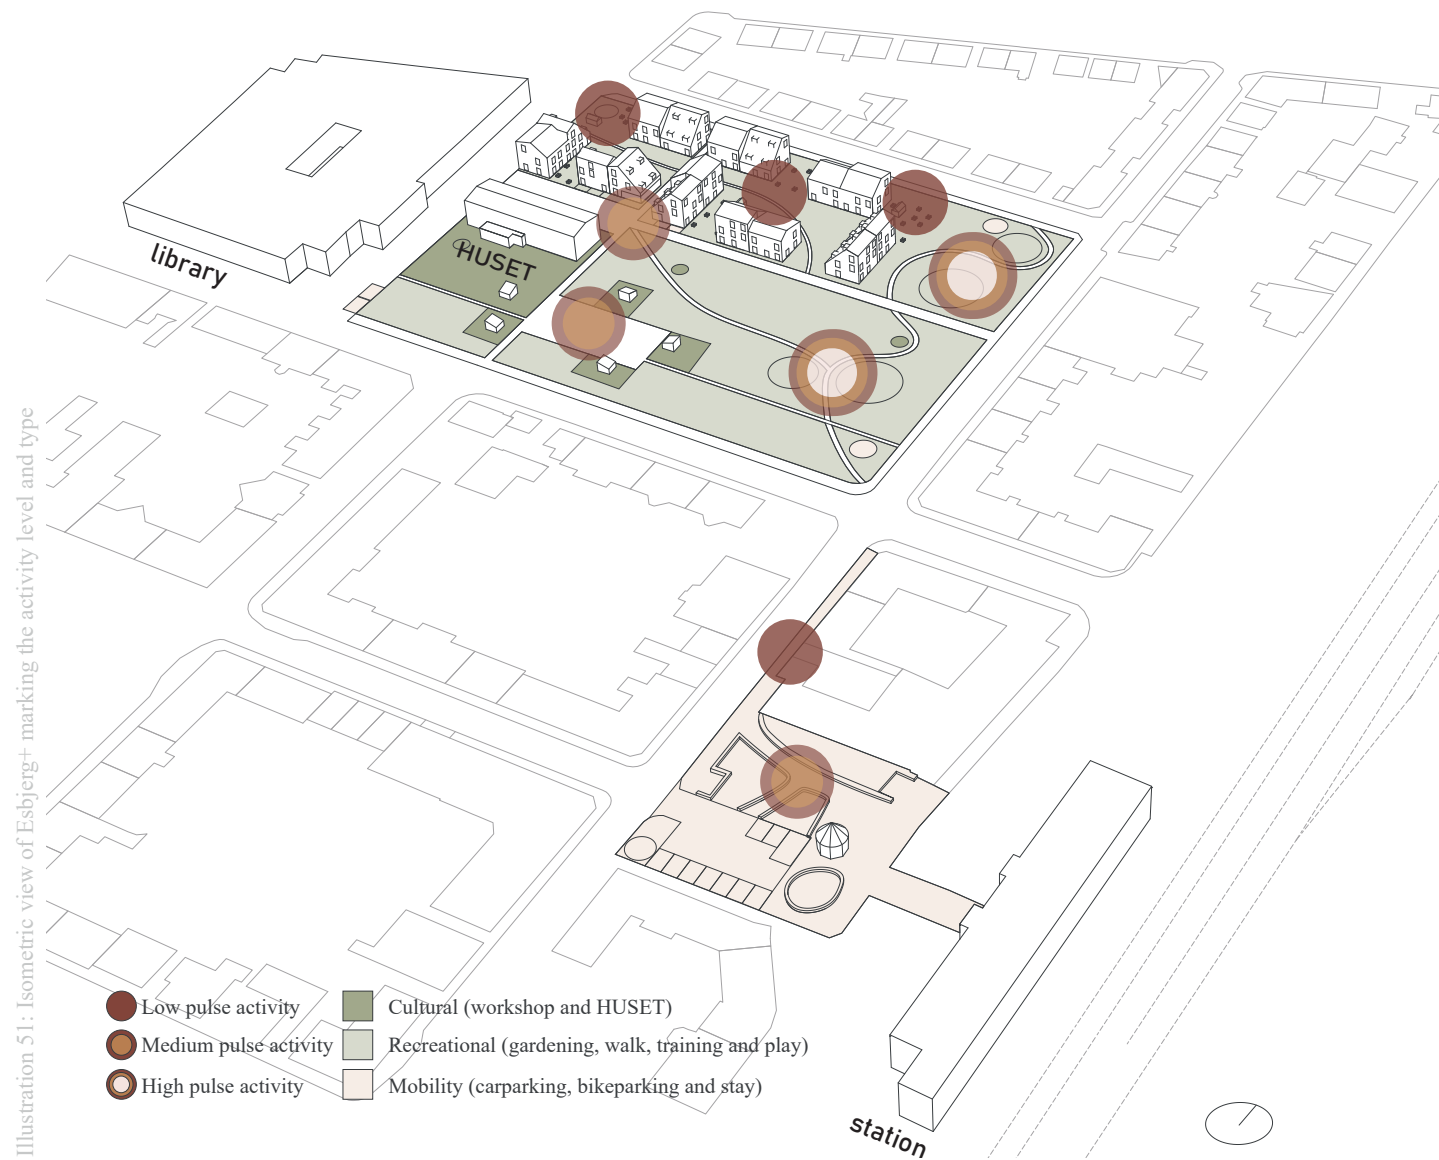 library
HUSET
Low pulse activity
Medium pulse activity
High pulse activity
Cultural (workshop and HUSET)
Recreational (gardening, walk, training and play)
Mobility (carparking, bikeparking and stay)
station
Illustration 51: Isometric view of Esbjerg+ marking the activity level and type